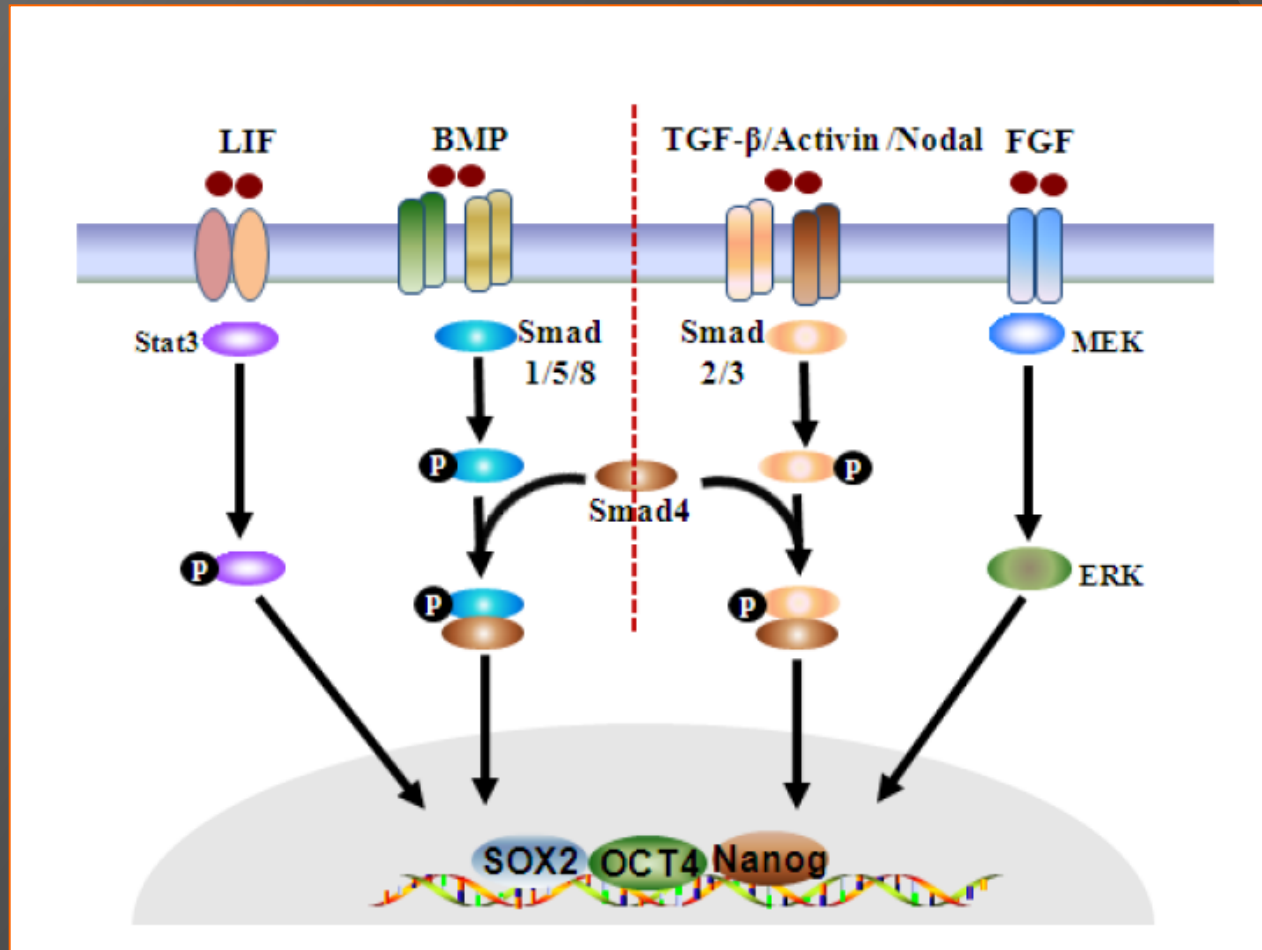 LIF
BMP
TGF-β/Activin /Nodal
FGF
Stat3
Smad
1/5/8
Smad
2/3
MEK
P
P
Smad4
P
P
P
ERK
SOX2
OCT4
Nanog